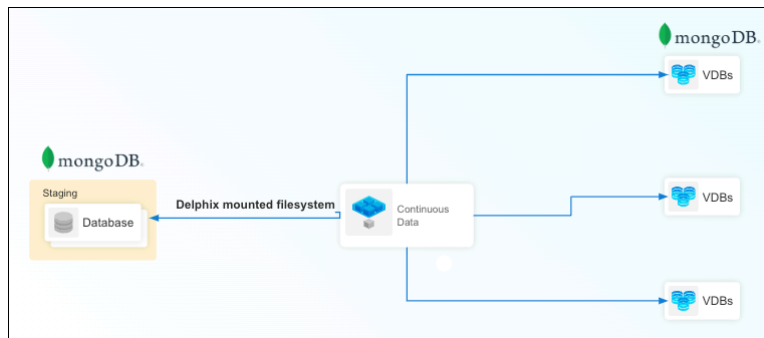 mongoDB®
VDBs
mongoDB®
Staging
Database
Delphix mounted filesystem
Continuous
Data
VDBs
VDBs